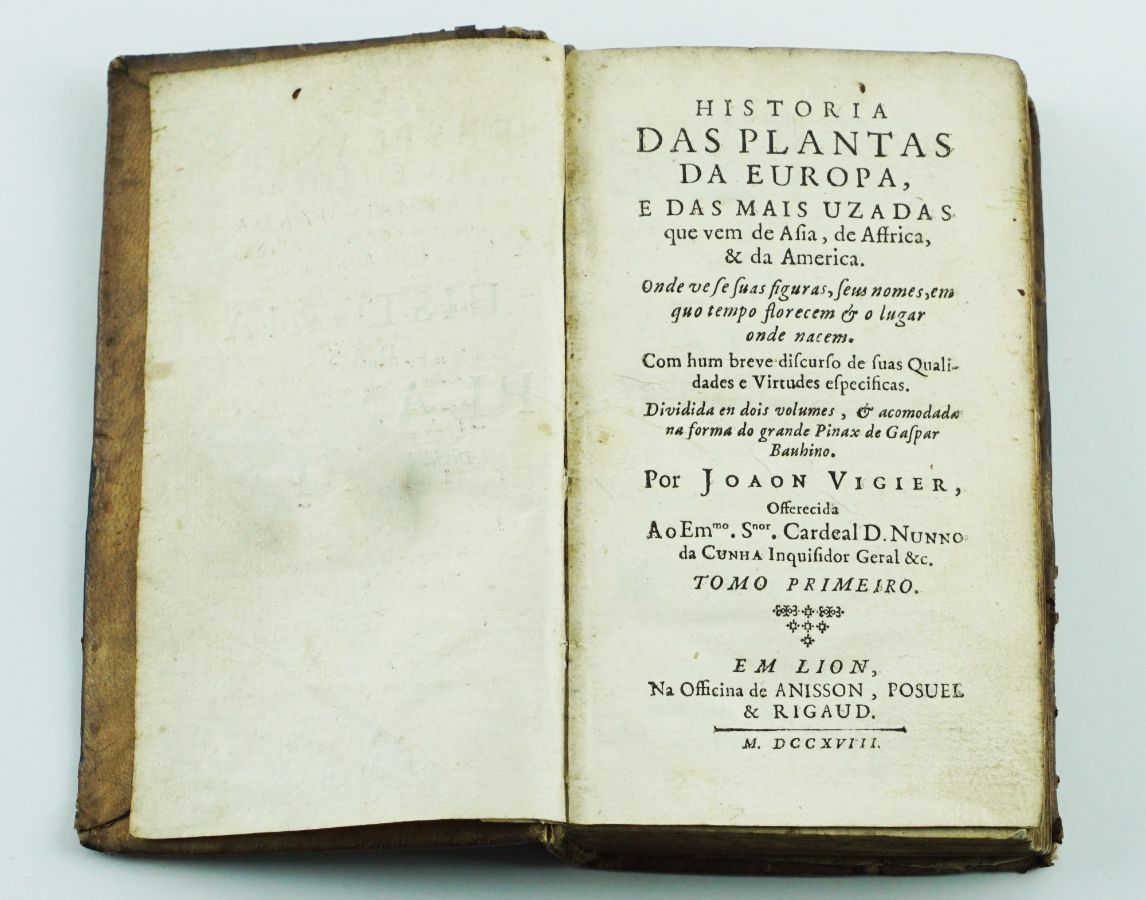 HISTORIA
DAS PLANTAS
DA EUROPA,
E DAS MAIS UZADAS
que vem de Aſia, de Affrica,
& da America.
Onde ve ſe ſuas figuras, ſeus nomes, em
quo tempo florecem & o lugar
onde nacem.
Com hum breve diſcurſo de ſuas Quali-
dades e Virtudes eſpecificas.
Dividida en dois volumes, & acomodada
na forma do grande Pinax de Gaſpar
Bauhino.
Por JOAON VIGIER,
Offerecida
Ao Emmo. Snor. Cardeal D. NUNNO
da CUNHA Inquiſidor Geral &c.
TOMO PRIMEIRO.
EM LION,
Na Officina de ANISSON, POSUEL
& RIGAUD.
M. DCCXVIII.